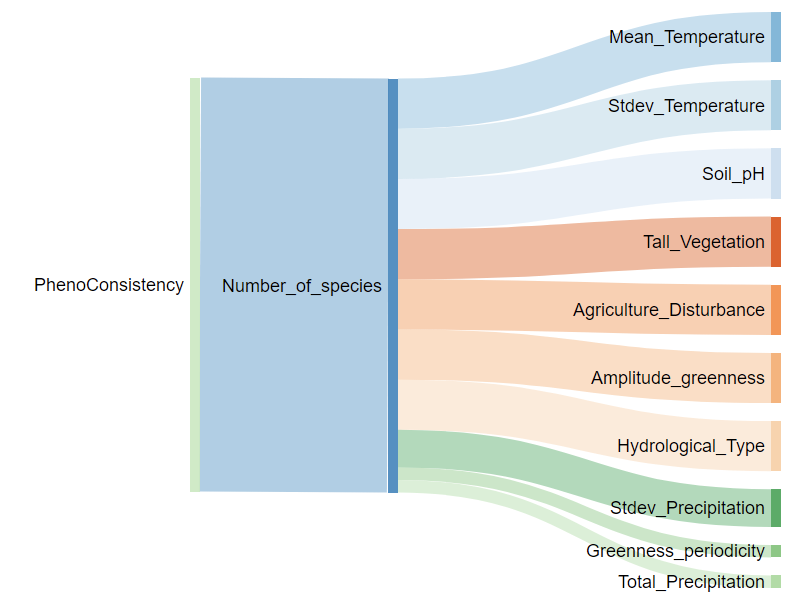 PhenoConsistency
Number_of_species
Mean_Temperature
Stdev_Temperature
Soil_pH
Tall_Vegetation
Agriculture_Disturbance
Amplitude_greenness
Hydrological_Type
Stdev_Precipitation
Greenness_periodicity
Total_Precipitation